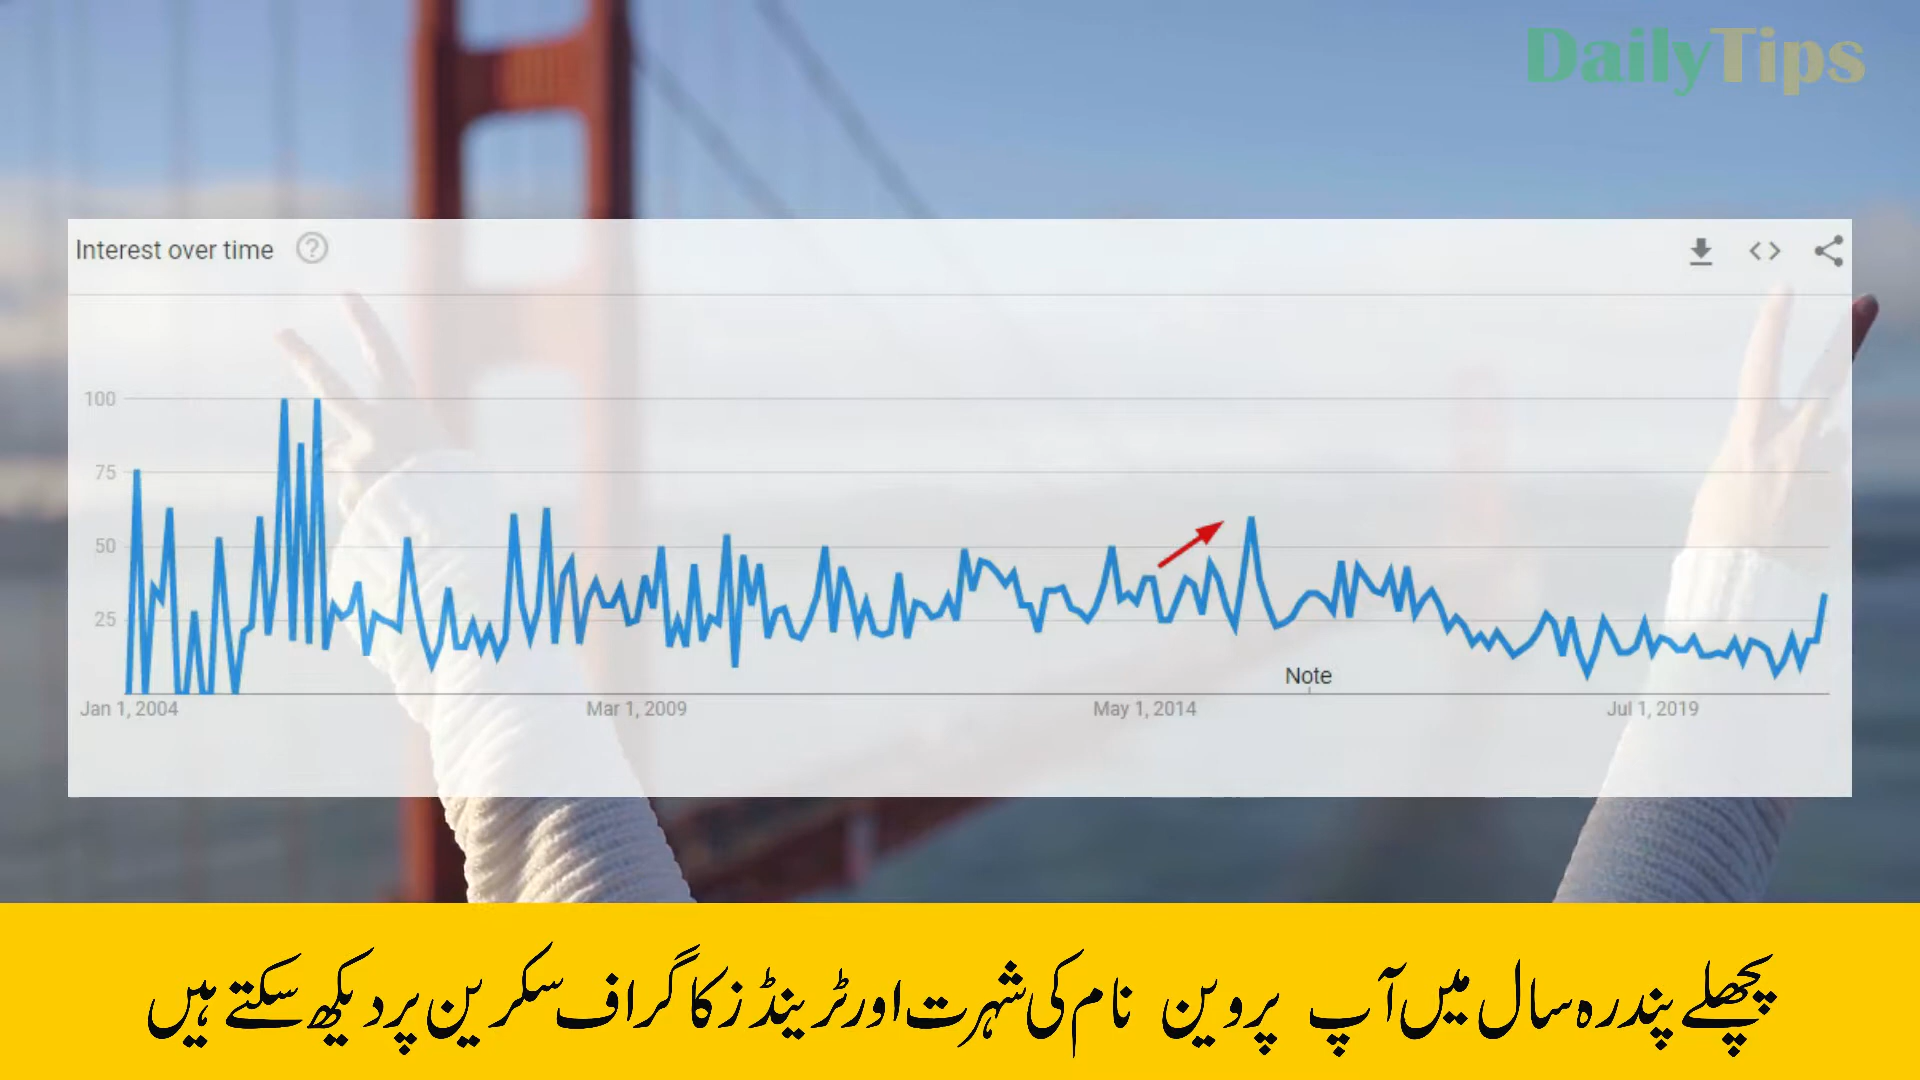 DailyTips
Interest over time
100
75
50
25
Note
Jan 1, 2004 Mar 1, 2009 May 1, 2014 Jul 1, 2019
پچھلے پندرہ سال میں آپ پروین نام کی شہرت اور ٹرینڈز کا گراف سکرین پر دیکھ سکتے ہیں